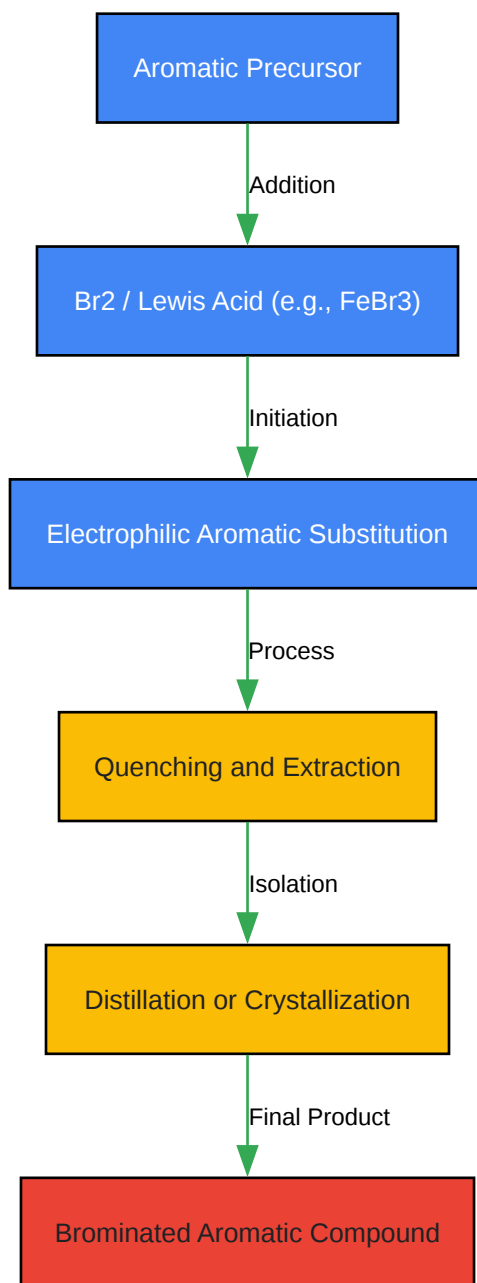 Aromatic Precursor
Addition
Br2 / Lewis Acid (e.g., FeBr3)
Initiation
Electrophilic Aromatic Substitution
Process
Quenching and Extraction
Isolation
Distillation or Crystallization
Final Product
Brominated Aromatic Compound